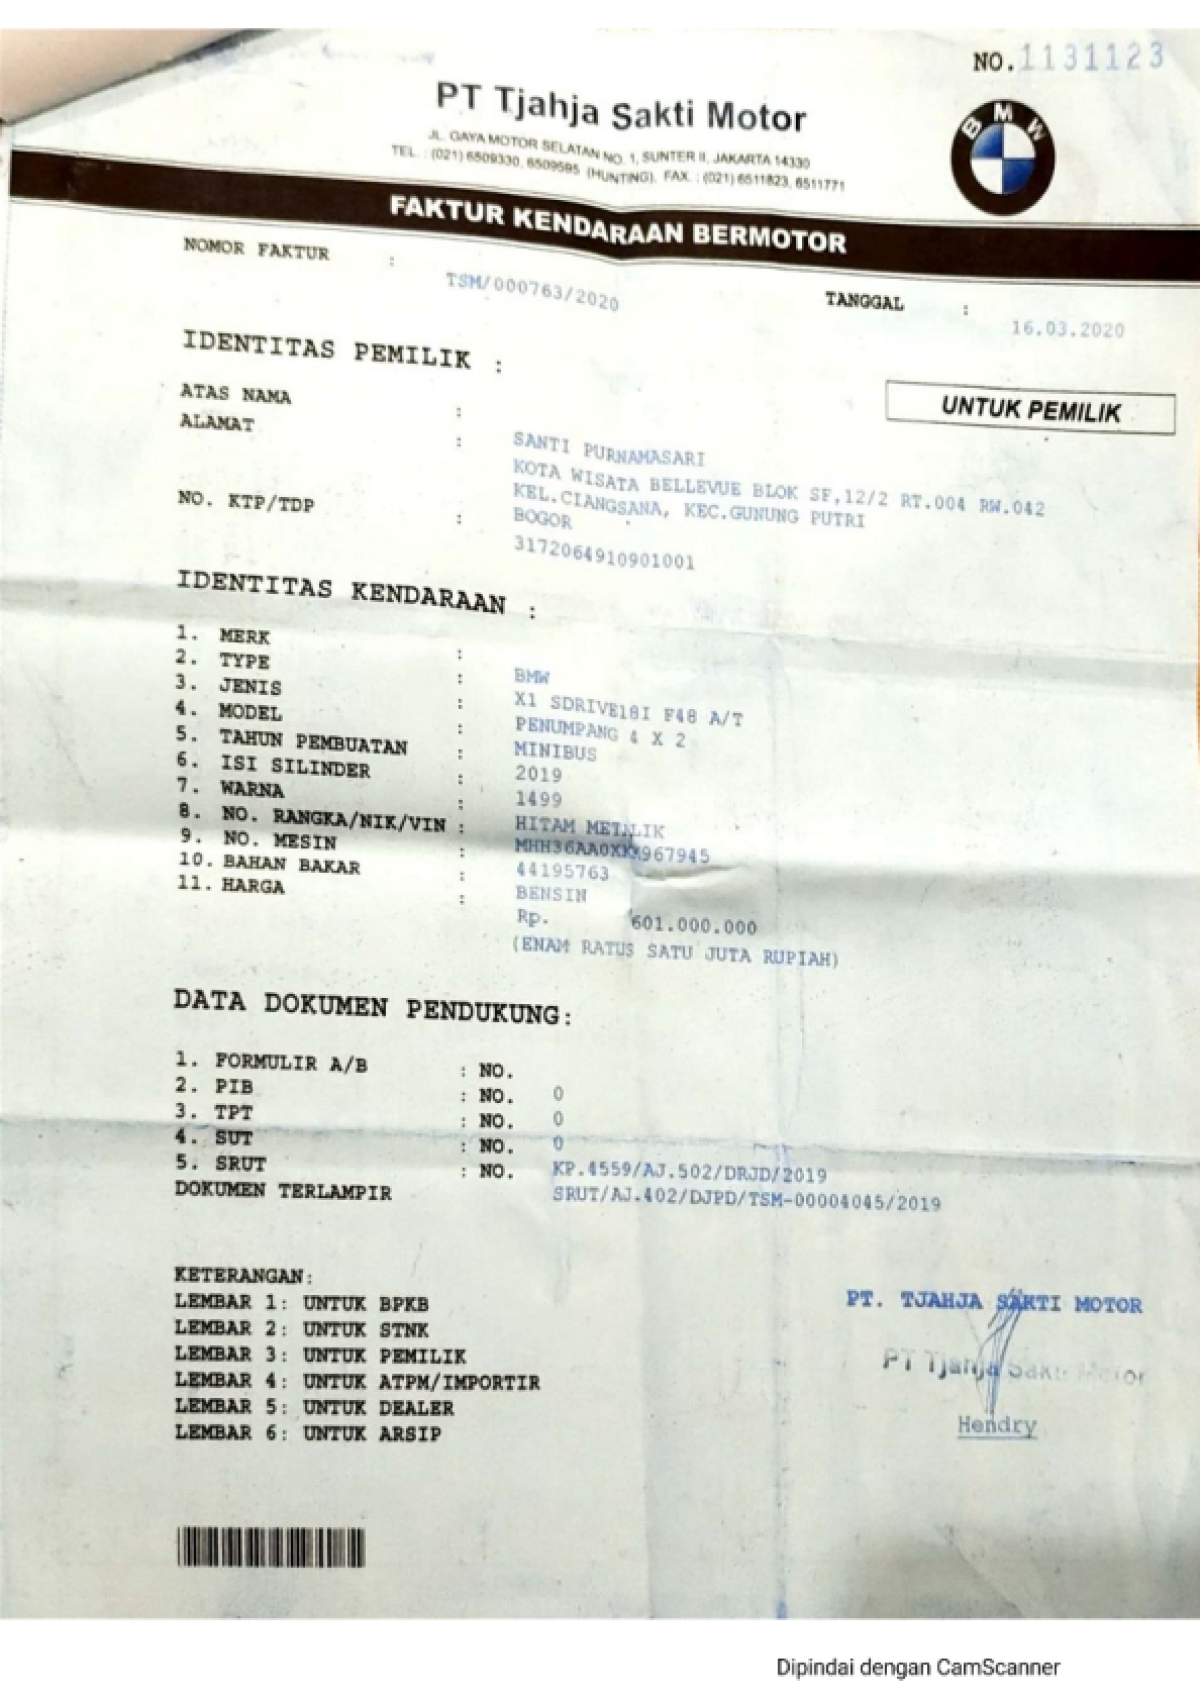 NO. 1131123
PT Tjahja Sakti Motor
JL. GAYA MOTOR SELATAN NO. 1, SUNTER II, JAKARTA 14330
TEL. : (021) 6509330, 6509595 (HUNTING), FAX. : (021) 6511823, 6511771
BMW
FAKTUR KENDARAAN BERMOTOR
NOMOR FAKTUR : TSM/000763/2020
TANGGAL : 16.03.2020
IDENTITAS PEMILIK :
UNTUK PEMILIK
ATAS NAMA : SANTI PURNAMASARI
ALAMAT : KOTA WISATA BELLEVUE BLOK SF,12/2 RT.004 RW.042
KEL.CIANGSANA, KEC.GUNUNG PUTRI
BOGOR
NO. KTP/TDP : 3172064910901001
IDENTITAS KENDARAAN :
1. MERK : BMW
2. TYPE : X1 SDRIVE18I F48 A/T
3. JENIS : PENUMPANG 4 X 2
4. MODEL : MINIBUS
5. TAHUN PEMBUATAN : 2019
6. ISI SILINDER : 1499
7. WARNA : HITAM METALIK
8. NO. RANGKA/NIK/VIN : MHH36AA0XKK967945
9. NO. MESIN : 44195763
10. BAHAN BAKAR : BENSIN
11. HARGA : Rp. 601.000.000
(ENAM RATUS SATU JUTA RUPIAH)
DATA DOKUMEN PENDUKUNG:
1. FORMULIR A/B : NO. 0
2. PIB : NO. 0
3. TPT : NO. 0
4. SUT : NO. KP.4559/AJ.502/DRJD/2019
5. SRUT : NO. SRUT/AJ.402/DJPD/TSM-00004045/2019
DOKUMEN TERLAMPIR
KETERANGAN:
LEMBAR 1: UNTUK BPKB
LEMBAR 2: UNTUK STNK
LEMBAR 3: UNTUK PEMILIK
LEMBAR 4: UNTUK ATPM/IMPORTIR
LEMBAR 5: UNTUK DEALER
LEMBAR 6: UNTUK ARSIP
PT. TJAHJA SAKTI MOTOR
PT Tjahja Sakti Motor
Hendry
Dipindai dengan CamScanner